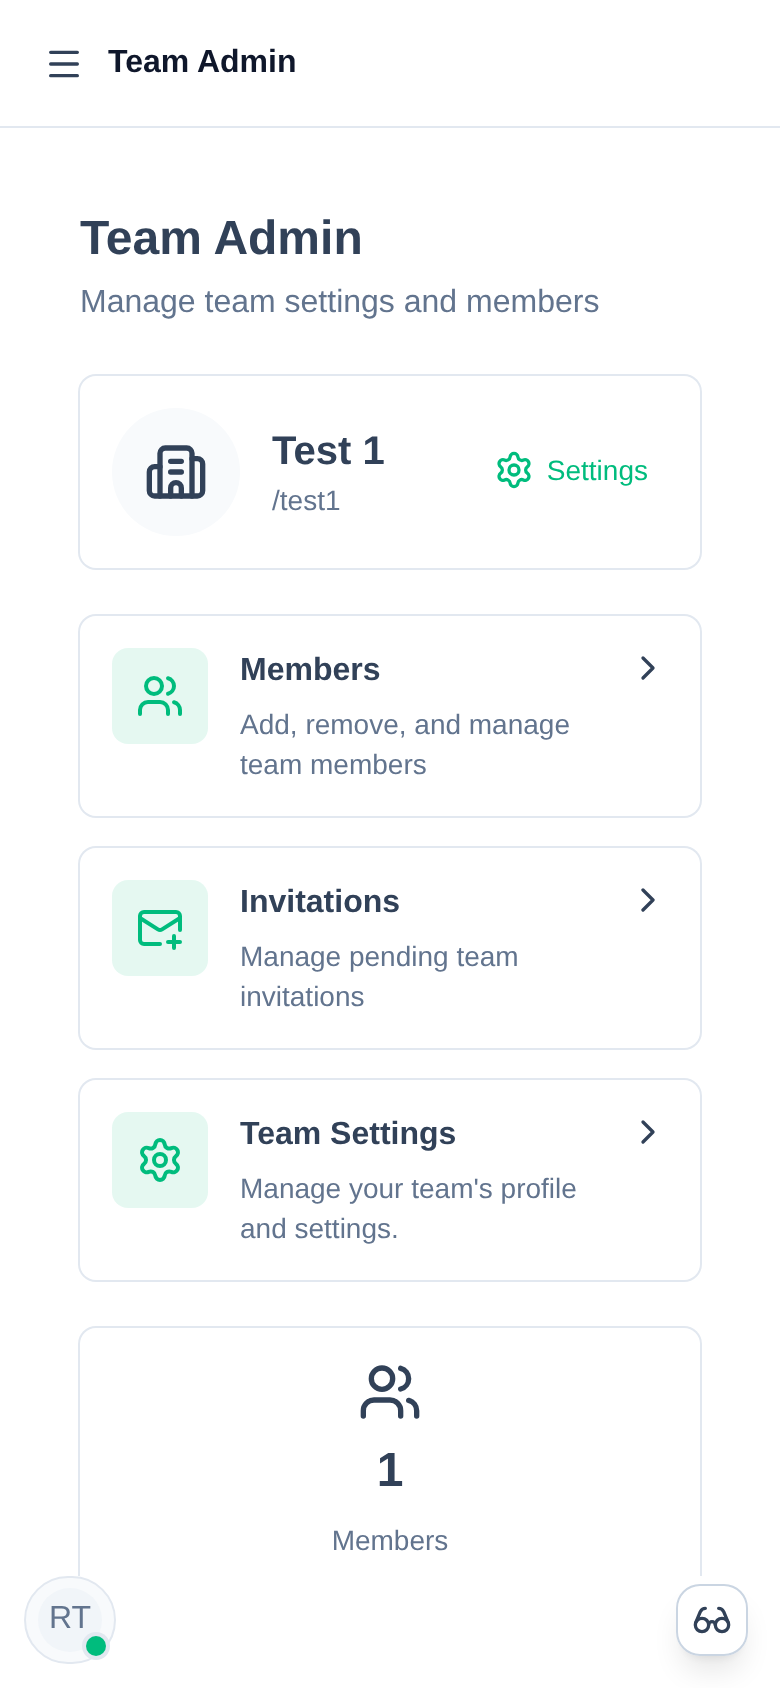 Team Admin
Team Admin
Manage team settings and members
Test 1
/test1
Settings
Members
Add, remove, and manage
team members
Invitations
Manage pending team
invitations
Team Settings
Manage your team's profile
and settings.
1
Members
RT